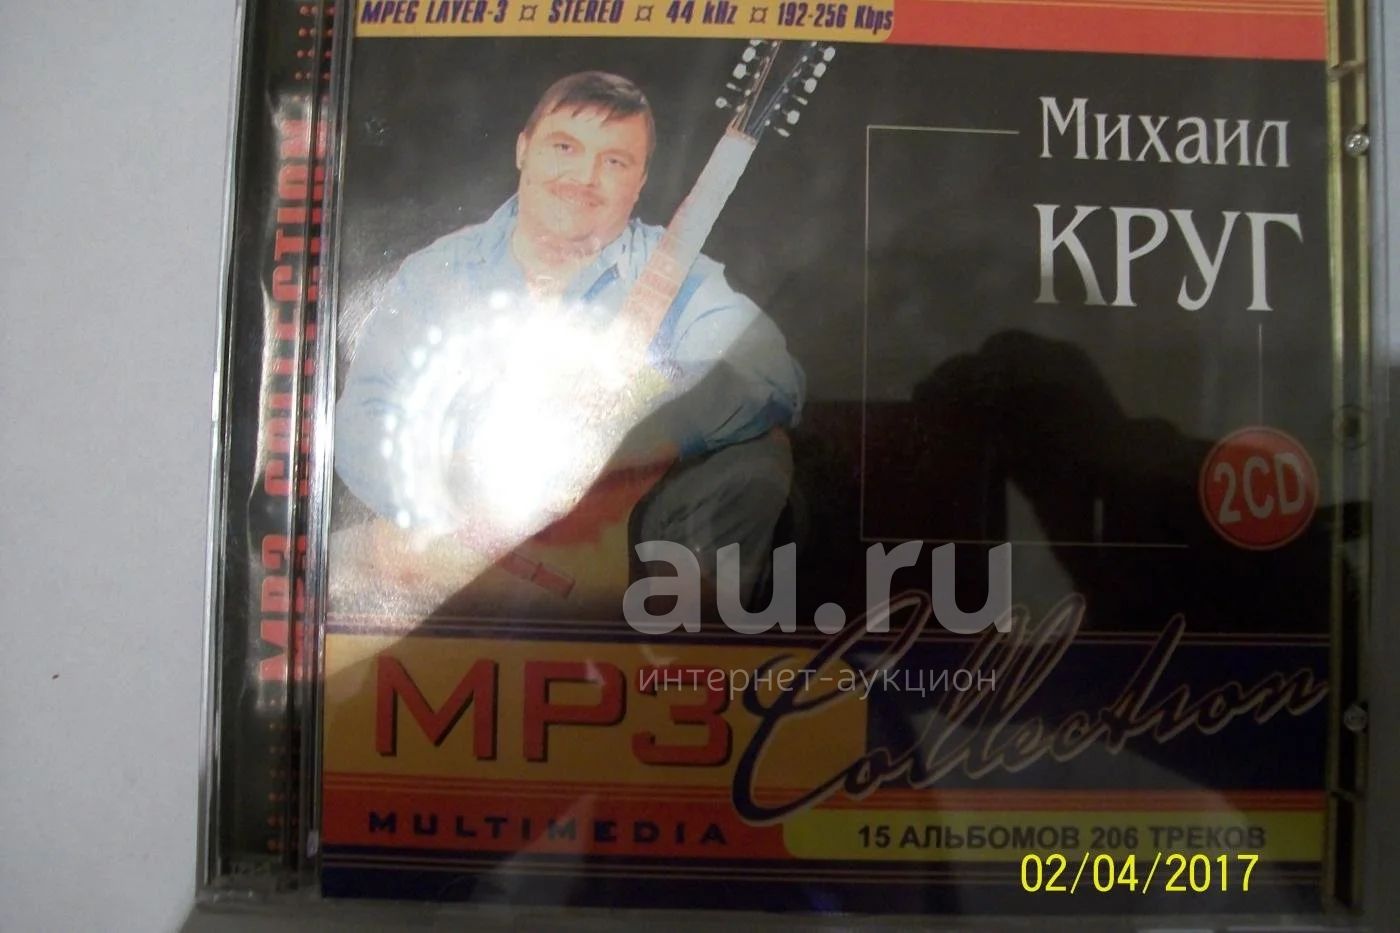 MPEG LAYER-3 ¤ STEREO ¤ 44 kHz ¤ 192-256 Kbps
Михаил
КРУГ
2CD
MP3 COLLECTION
au.ru
интернет-аукцион
MP3 Collection
MULTIMEDIA
15 АЛЬБОМОВ 206 ТРЕКОВ
02/04/2017